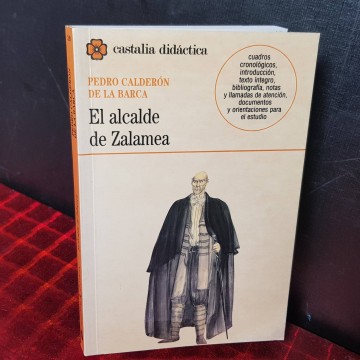 castalia didáctica
PEDRO CALDERÓN
DE LA BARCA
El alcalde
de Zalamea
cuadros
cronológicos,
introducción,
texto íntegro,
bibliografía, notas
y llamadas de atención,
documentos
y orientaciones para
el estudio